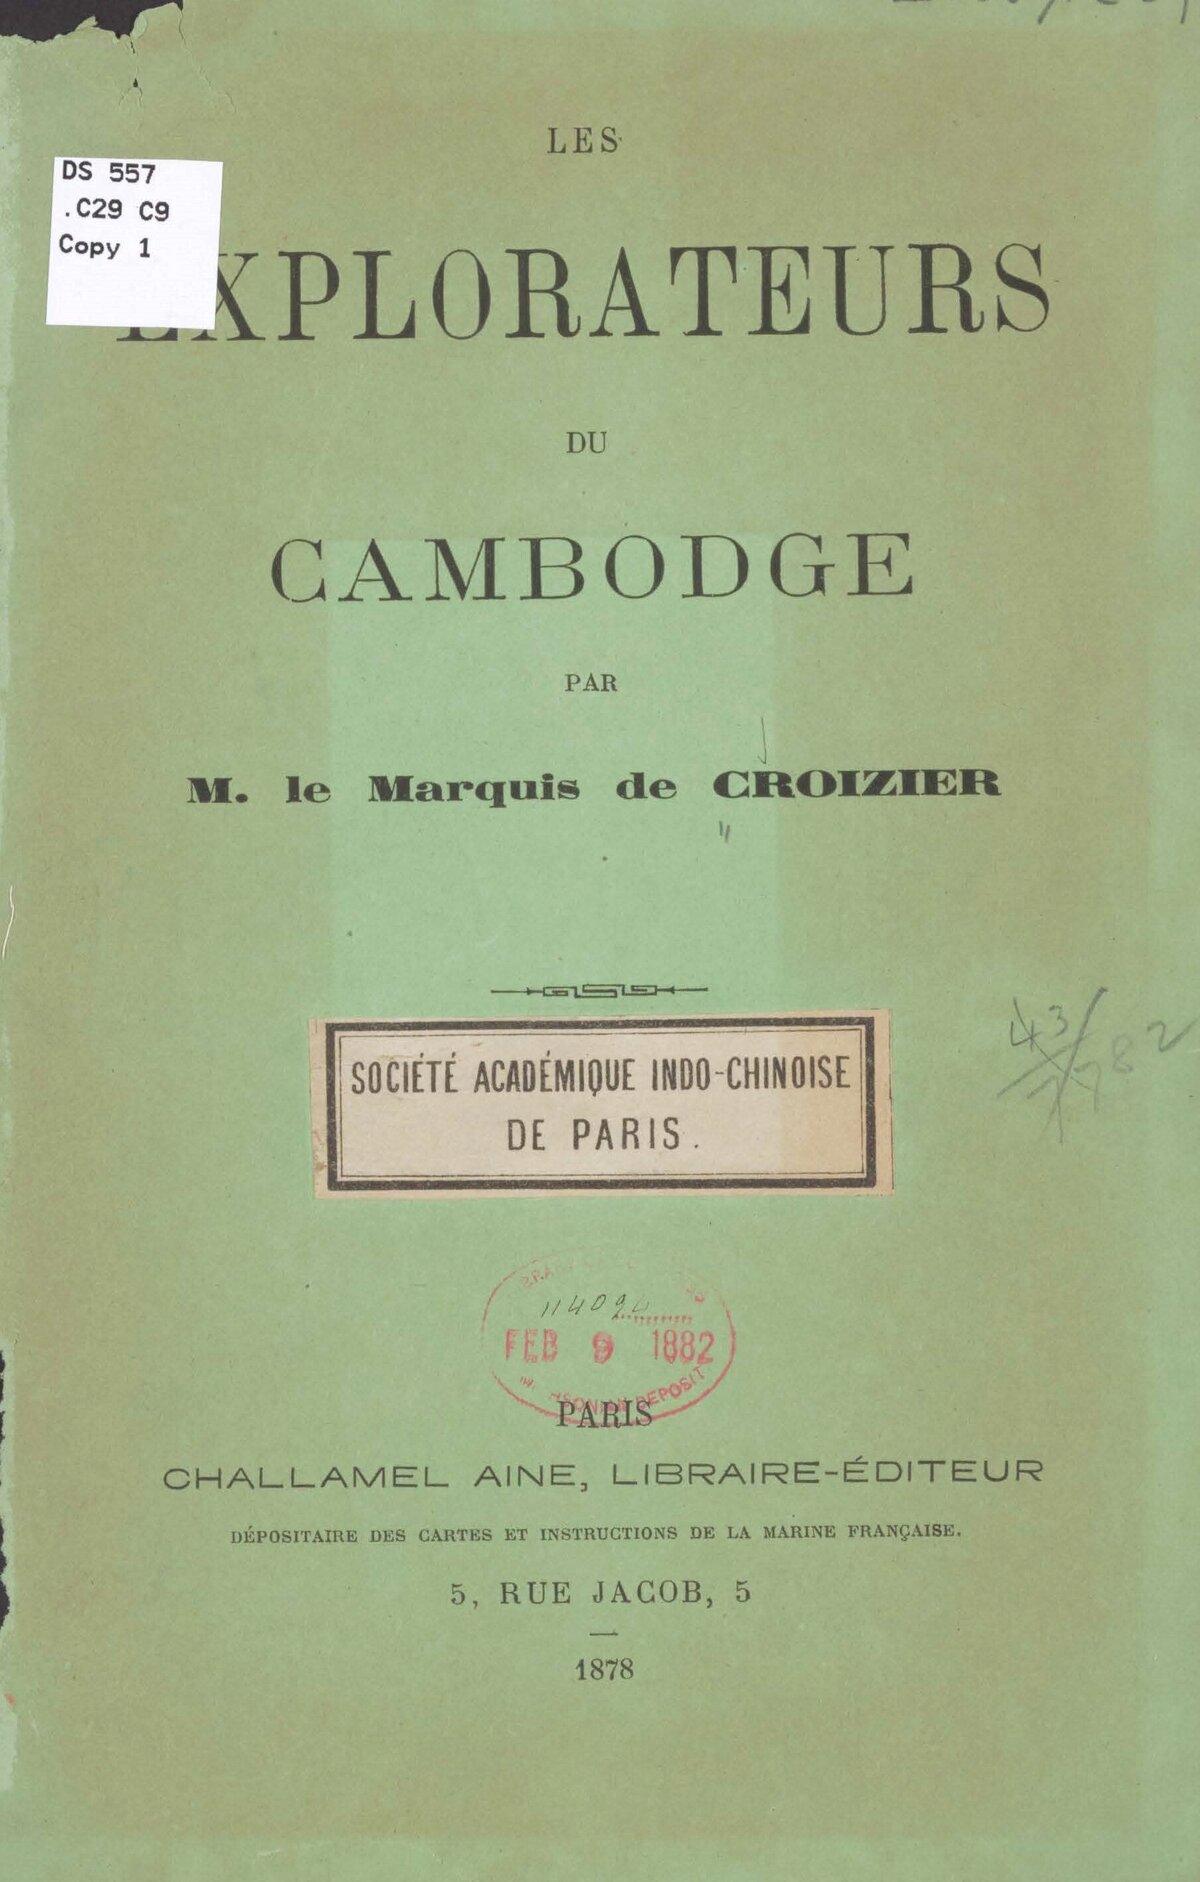 DS 557
.C29 C9
Copy 1
LES
EXPLORATEURS
DU
CAMBODGE
PAR
M. le Marquis de CROIZIER
SOCIÉTÉ ACADÉMIQUE INDO-CHINOISE
DE PARIS.
FEB 9 1882
DEPOSIT
PARIS
CHALLAMEL AINE, LIBRAIRE-ÉDITEUR
DÉPOSITAIRE DES CARTES ET INSTRUCTIONS DE LA MARINE FRANÇAISE.
5, RUE JACOB, 5
1878